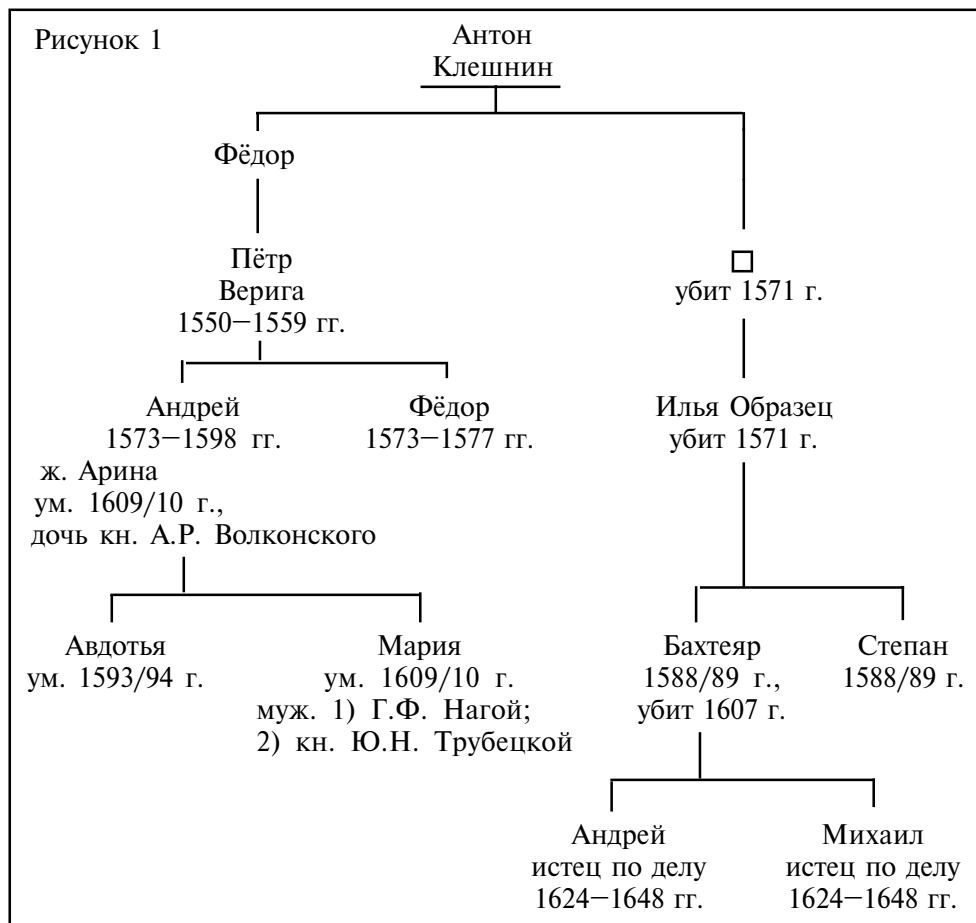 Рисунок 1
Антон
Клешнин
Фёдор
Пётр
Верига
1550−1559 гг.
убит 1571 г.
Андрей
1573−1598 гг.
ж. Арина
ум. 1609/10 г.,
дочь кн. А.Р. Волконского
Фёдор
1573−1577 гг.
Илья Образец
убит 1571 г.
Авдотья
ум. 1593/94 г.
Мария
ум. 1609/10 г.
муж. 1) Г.Ф. Нагой;
2) кн. Ю.Н. Трубецкой
Бахтеяр
1588/89 г.,
убит 1607 г.
Степан
1588/89 г.
Андрей
истец по делу
1624−1648 гг.
Михаил
истец по делу
1624−1648 гг.